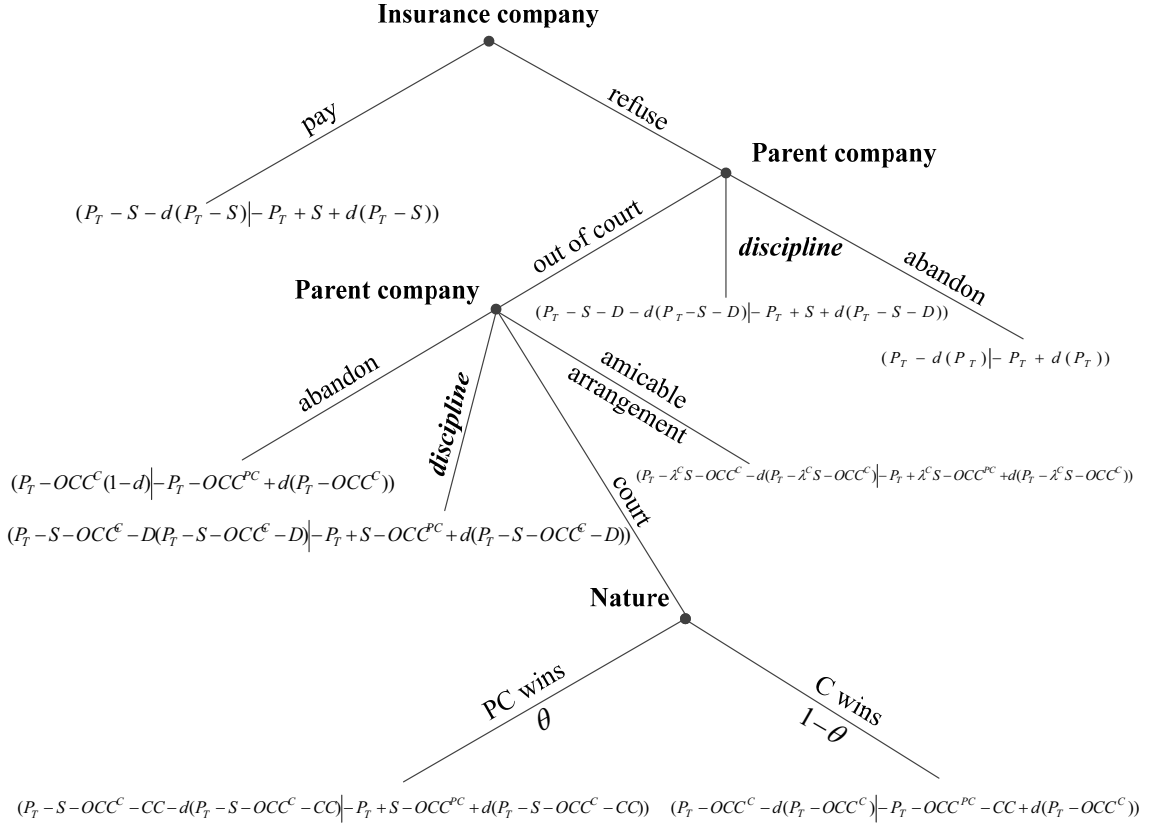 Insurance company
pay
refuse
Parent company
(P_T − S − d(P_T − S)|− P_T + S + d(P_T − S))
out of court
discipline
abandon
Parent company
(P_T − S − D − d(P_T − S − D)|− P_T + S + d(P_T − S − D))
(P_T − d(P_T)|− P_T + d(P_T))
abandon
discipline
amicable
arrangement
court
(P_T − OCC^C(1−d)|−P_T − OCC^PC + d(P_T − OCC^C))
(P_T − λ^C S − OCC^C − d(P_T − λ^C S − OCC^C)|−P_T + λ^C S − OCC^PC + d(P_T − λ^C S − OCC^C))
(P_T − S − OCC^C − D(P_T − S − OCC^C − D)|−P_T + S − OCC^PC + d(P_T − S − OCC^C − D))
Nature
PC wins
θ
C wins
1−θ
(P_T − S − OCC^C − CC − d(P_T − S − OCC^C − CC)|−P_T + S − OCC^PC + d(P_T − S − OCC^C − CC))
(P_T − OCC^C − d(P_T − OCC^C)|−P_T − OCC^PC − CC + d(P_T − OCC^C))